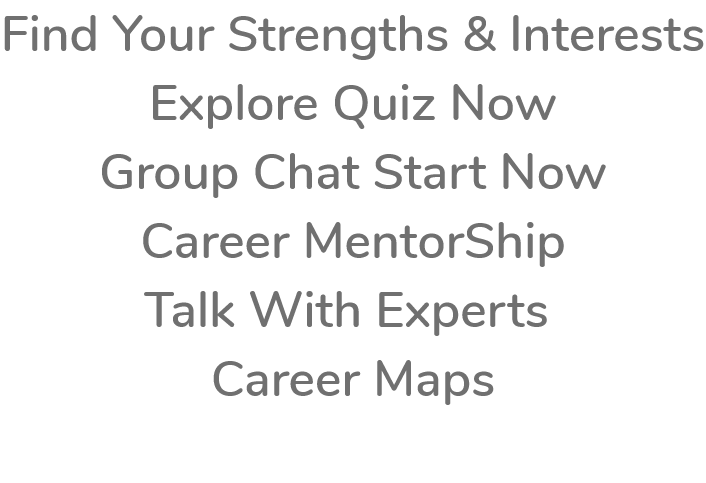 Find Your Strengths & Interests
Explore Quiz Now
Group Chat Start Now
Career MentorShip
Talk With Experts
Career Maps